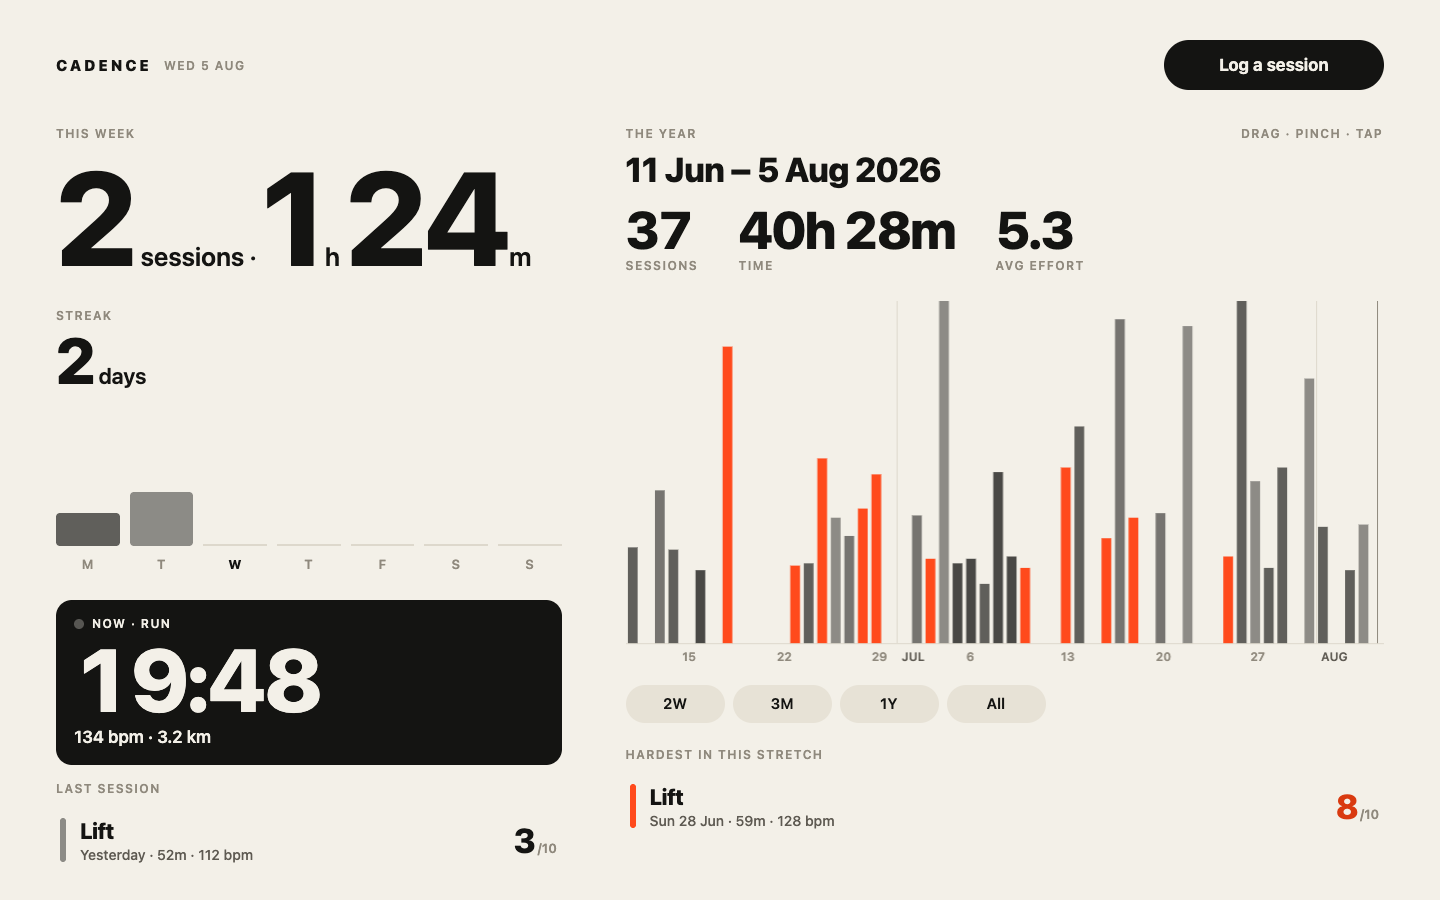 CADENCE WED 5 AUG
Log a session
THIS WEEK
2 sessions · 1 h 24 m
STREAK
2 days
M T W T F S S
NOW · RUN
19:48
134 bpm · 3.2 km
LAST SESSION
Lift
Yesterday · 52m · 112 bpm
3/10
THE YEAR
DRAG · PINCH · TAP
11 Jun – 5 Aug 2026
37 40h 28m 5.3
SESSIONS TIME AVG EFFORT
15 22 29 JUL 6 13 20 27 AUG
2W 3M 1Y All
HARDEST IN THIS STRETCH
Lift
Sun 28 Jun · 59m · 128 bpm
8/10